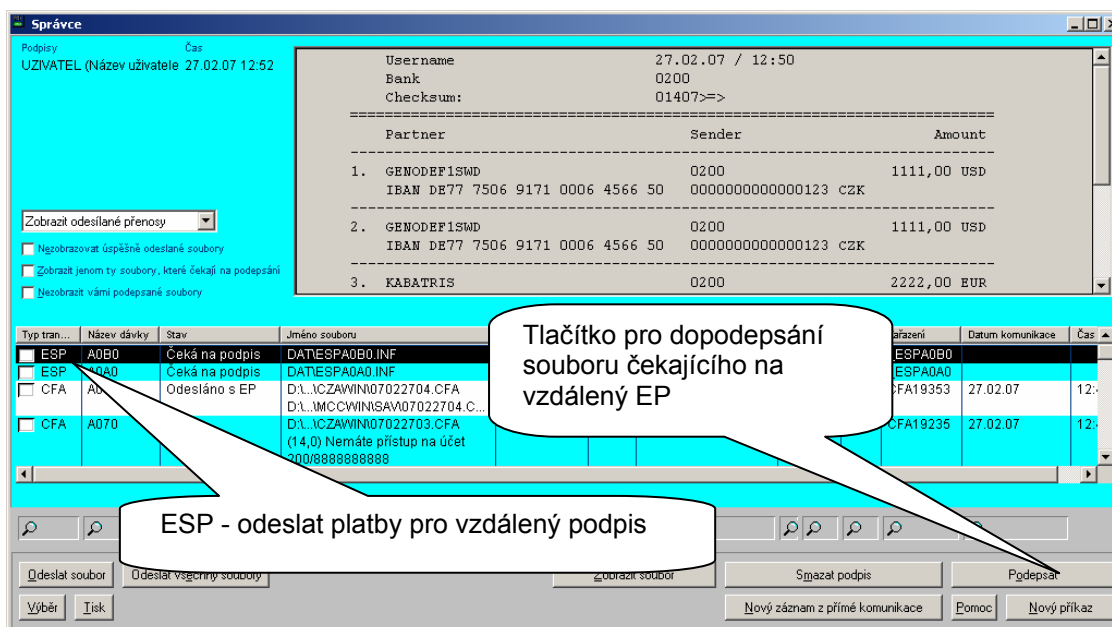 Správce
Podpisy Čas
UZIVATEL (Název uživatele 27.02.07 12:52
Username 27.02.07 / 12:50
Bank 0200
Checksum: 01407>=>
Partner Sender Amount
1. GENODEF1SWD 0200 1111,00 USD
IBAN DE77 7506 9171 0006 4566 50 0000000000000123 CZK
2. GENODEF1SWD 0200 1111,00 USD
IBAN DE77 7506 9171 0006 4566 50 0000000000000123 CZK
3. KABATRIS 0200 2222,00 EUR
Zobrazit odesílané přenosy
Nezobrazovat úspěšně odeslané soubory
Zobrazit jenom ty soubory, které čekají na podepsání
Nezobrazit vámi podepsané soubory
Typ tran... Název dávky Stav Jméno souboru Datum komunikace Čas
ESP A0B0 Čeká na podpis DAT\ESPA0B0.INF ESPA0B0
ESP A0A0 Čeká na podpis DAT\ESPA0A0.INF ESPA0A0
CFA Odesláno s EP D:\...\CZAWIN\07022704.CFA CFA19353 27.02.07 12:
D:\...\MCCWIN\SAV\07022704.C...
CFA A070 D:\...\CZAWIN\07022703.CFA CFA19235 27.02.07 12:
(14,0) Nemáte přístup na účet
200/8888888888
Tlačítko pro dopodepsání
souboru čekajícího na
vzdálený EP
ESP - odeslat platby pro vzdálený podpis
Odeslat soubor Odeslat všechny soubory Zobrazit soubor Smazat podpis Podepsat
Výběr Tisk Nový záznam z přímé komunikace Pomoc Nový příkaz